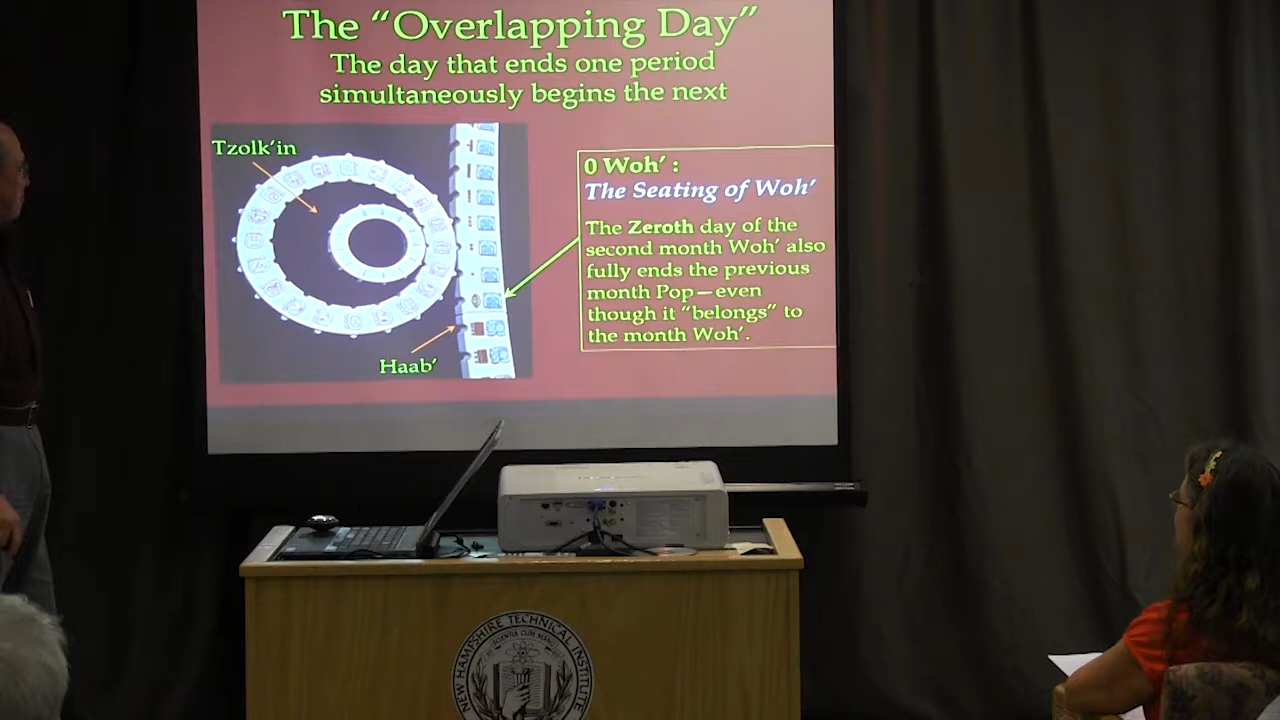 The “Overlapping Day”
The day that ends one period
simultaneously begins the next
Tzolk’in
0 Woh’ :
The Seating of Woh’
The Zeroth day of the
second month Woh’ also
fully ends the previous
month Pop—even
though it “belongs” to
the month Woh’.
Haab’
NEW HAMPSHIRE TECHNICAL INSTITUTE